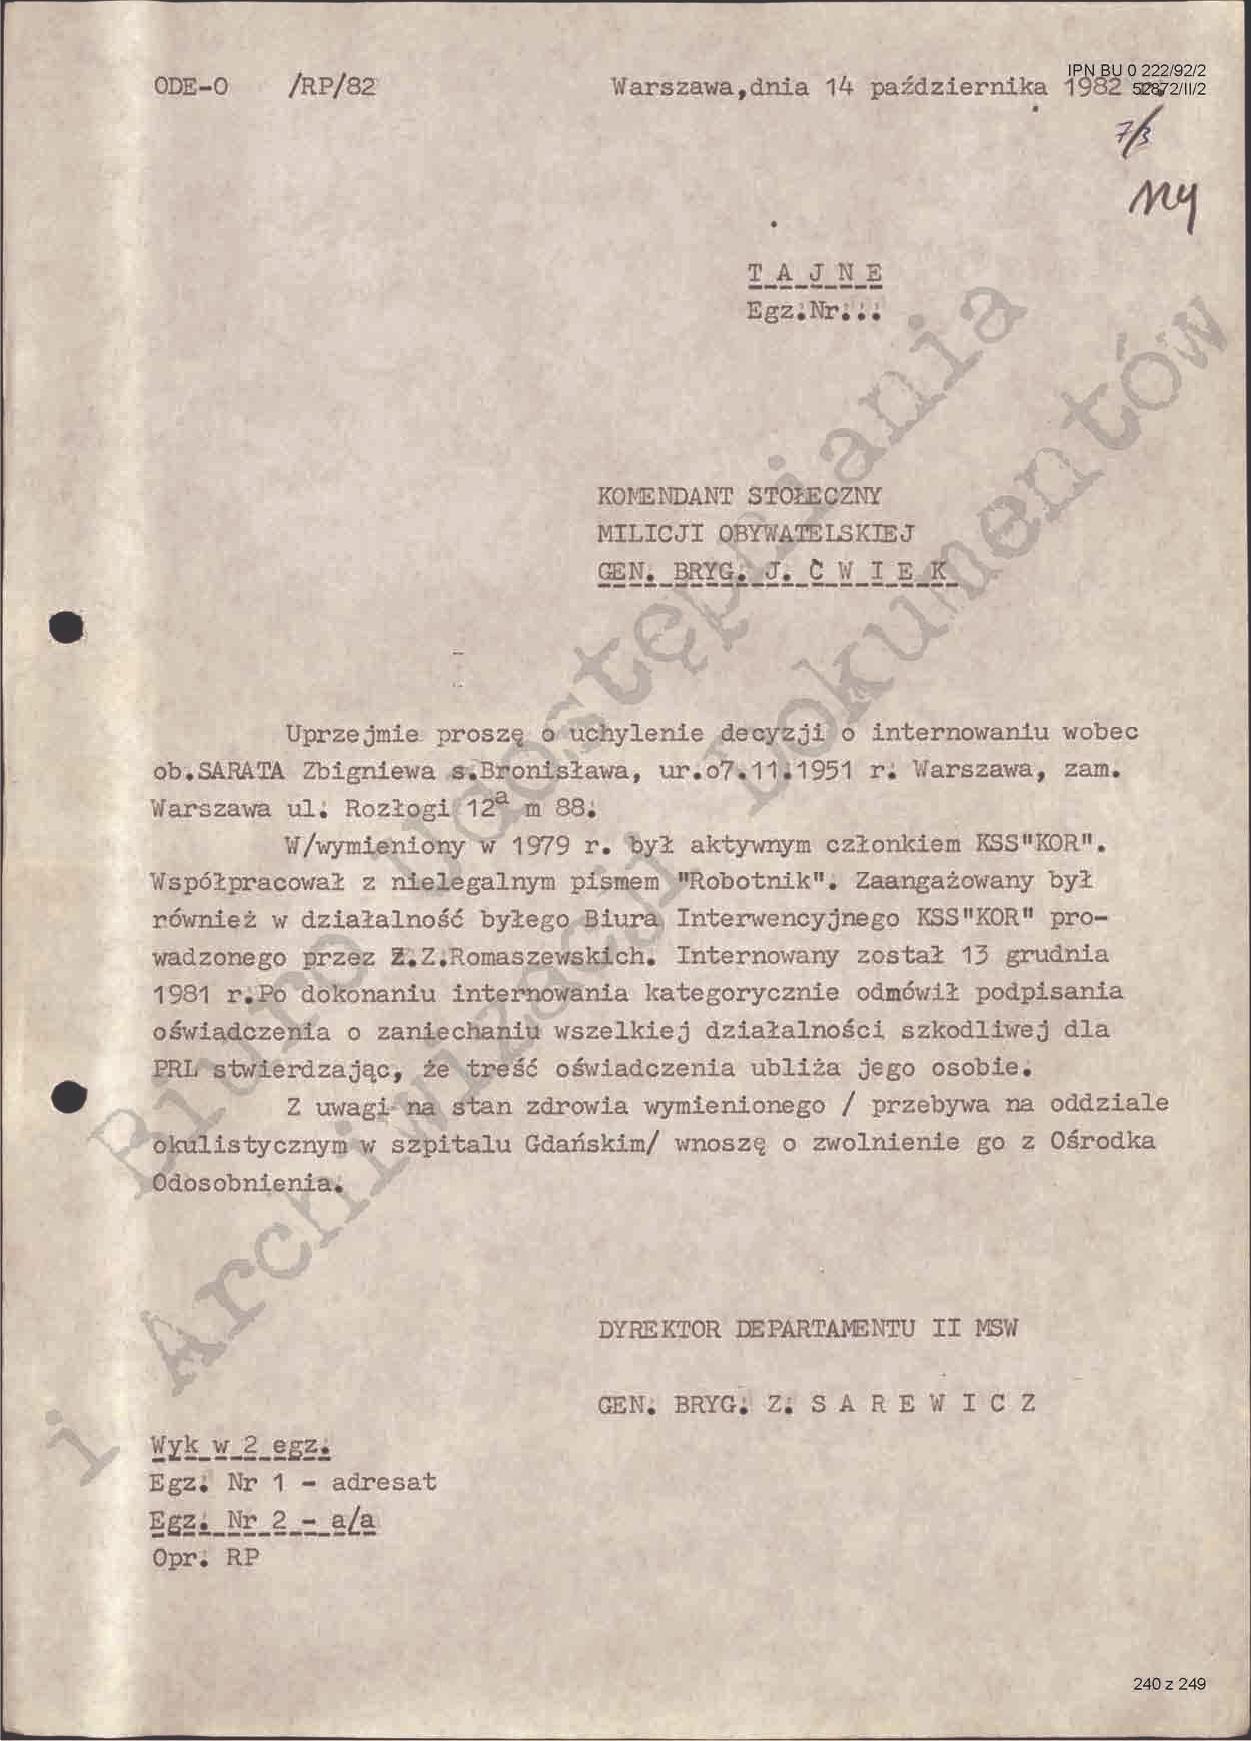 IPN BU 0 222/92/2
52872/II/2
ODE-O /RP/82 Warszawa,dnia 14 października 1982 r.
7/3
T A J N E
Egz.Nr...
KOMENDANT STOŁECZNY
MILICJI OBYWATELSKIEJ
GEN. BRYG. J. Ć W I E K
Uprzejmie proszę o uchylenie decyzji o internowaniu wobec
ob.SARATA Zbigniewa s.Bronisława, ur.o7.11.1951 r. Warszawa, zam.
Warszawa ul. Rozłogi 12a m 88.
W/wymieniony w 1979 r. był aktywnym członkiem KSS"KOR".
Współpracował z nielegalnym pismem "Robotnik". Zaangażowany był
również w działalność byłego Biura Interwencyjnego KSS"KOR" pro-
wadzonego przez Z.Z.Romaszewskich. Internowany został 13 grudnia
1981 r.Po dokonaniu internowania kategorycznie odmówił podpisania
oświadczenia o zaniechaniu wszelkiej działalności szkodliwej dla
PRL stwierdzając, że treść oświadczenia ubliża jego osobie.
Z uwagi na stan zdrowia wymienionego / przebywa na oddziale
okulistycznym w szpitalu Gdańskim/ wnoszę o zwolnienie go z Ośrodka
Odosobnienia.
DYREKTOR DEPARTAMENTU II MSW
GEN. BRYG. Z. S A R E W I C Z
Wyk w 2 egz.
Egz. Nr 1 - adresat
Egz. Nr 2 - a/a
Opr. RP
Biuro Udostępniania
i Archiwizacji Dokumentów
240 z 249